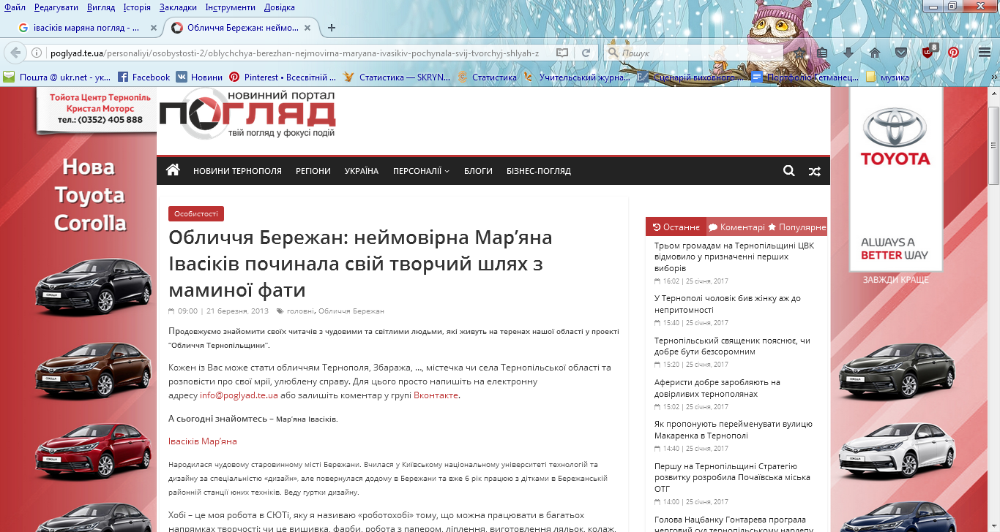 Файл Редагувати Вигляд Історія Закладки Інструменти Довідка
івасіків маряна погляд - ...
Обличчя Бережан: неймо...
poglyad.te.ua/personaliyi/osobystosti-2/oblychchya-berezhan-nejmovirna-maryana-ivasikiv-pochynala-svij-tvorchyj-shlyah-z
Пошук
8
Пошта @ ukr.net - ук... Facebook Новини Pinterest • Всесвітній ... Статистика — SKRYN... Статистика Учительський журна... Сценарій виховного ... Портфоліо Гетманец... музика
Тойота Центр Тернопіль
Кристал Моторс
тел.: (0352) 405 888
Нова
Toyota
Corolla
новинний портал
ПОГЛЯД
твій погляд у фокусі подій
НОВИНИ ТЕРНОПОЛЯ РЕГІОНИ УКРАЇНА ПЕРСОНАЛІЇ БЛОГИ БІЗНЕС-ПОГЛЯД
Особистості
Обличчя Бережан: неймовірна Мар’яна
Івасіків починала свій творчий шлях з
маминої фати
09:00 | 21 березня, 2013 головні, Обличчя Бережан
Продовжуємо знайомити своїх читачів з чудовими та світлими людьми, які живуть на теренах нашої області у проекті
“Обличчя Тернопільщини”.
Кожен із Вас може стати обличчям Тернополя, Збаража, …, містечка чи села Тернопільської області та
розповісти про свої мрії, улюблену справу. Для цього просто напишіть на електронну
адресу info@poglyad.te.ua або залишіть коментар у групі Вконтакте.
А сьогодні знайомтесь – Мар’яна Івасіків.
Івасіків Мар’яна
Народилася чудовому старовинному місті Бережани. Вчилася у Київському національному університеті технологій та
дизайну за спеціальністю «дизайн», але повернулася додому в Бережани та вже 6 рік працюю з дітками в Бережанській
районній станції юних техніків. Веду гуртки дизайну.
Хобі – це моя робота в СЮТі, яку я називаю «роботохобі» тому, що можна працювати в багатьох
напрямках творчості: чи це вишивка, фарби, робота з папером, ліплення, виготовлення ляльок, колаж,
Останнє Коментарі Популярне
Трьом громадам на Тернопільщині ЦВК
відмовило у призначенні перших
виборів
16:02 | 25 січня, 2017
У Тернополі чоловік бив жінку аж до
непритомності
15:40 | 25 січня, 2017
Тернопільський священик пояснює, чи
добре бути безсоромним
15:20 | 25 січня, 2017
Аферисти добре заробляють на
довірливих тернополянах
15:02 | 25 січня, 2017
Як пропонують перейменувати вулицю
Макаренка в Тернополі
14:40 | 25 січня, 2017
Першу на Тернопільщині Стратегію
розвитку розробила Почаївська міська
ОТГ
14:00 | 25 січня, 2017
Голова Нацбанку Гонтарева програла
черговий суд тернопільському нардепу
TOYOTA
ALWAYS A
BETTER WAY
ЗАВЖДИ КРАЩЕ